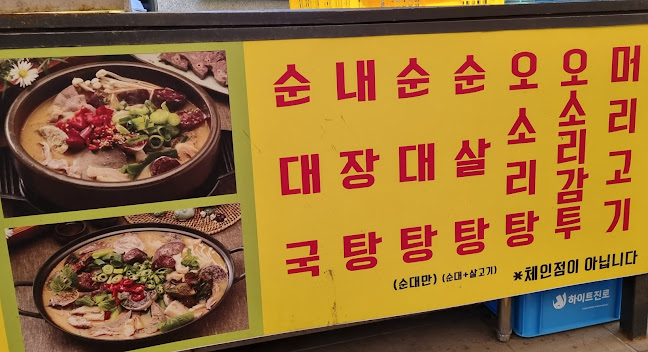 순대국
내장탕
순대탕
(순대만)
순살탕
(순대+살고기)
오소리탕
오소리감투
머리고기
*체인점이 아닙니다
하이트진로